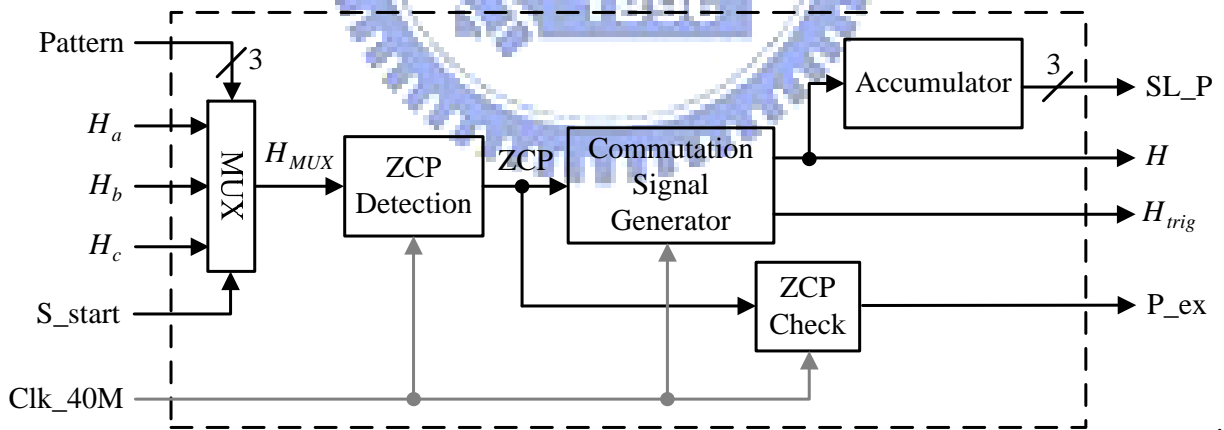 Pattern
3
H_a
H_b
H_c
S_start
Clk_40M
MUX
H_MUX
ZCP
Detection
ZCP
Commutation
Signal
Generator
Accumulator
3
SL_P
H
H_trig
ZCP
Check
P_ex
1896